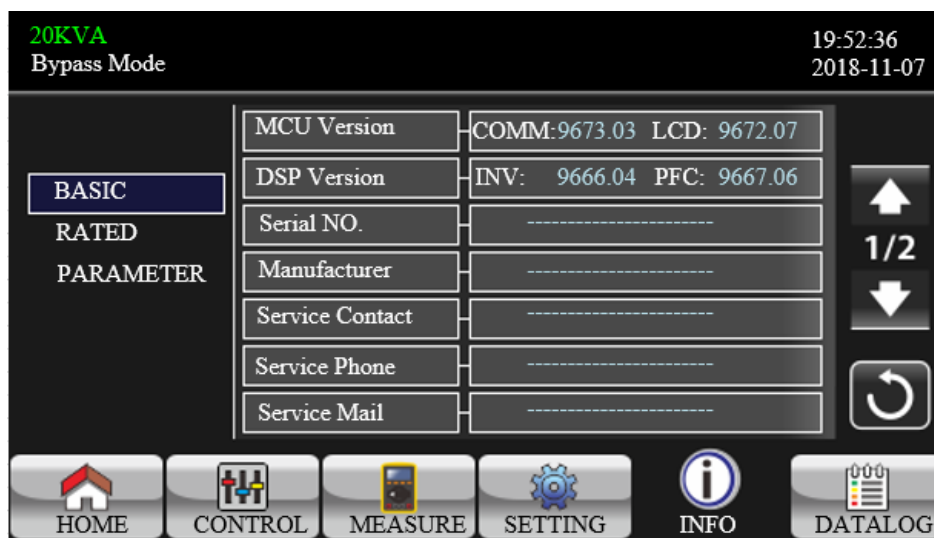 20KVA
Bypass Mode
19:52:36
2018-11-07
BASIC
RATED
PARAMETER
MCU Version COMM:9673.03 LCD: 9672.07
DSP Version INV: 9666.04 PFC: 9667.06
Serial NO. ----------------------
Manufacturer ----------------------
Service Contact ----------------------
Service Phone ----------------------
Service Mail ----------------------
1/2
HOME CONTROL MEASURE SETTING INFO DATALOG